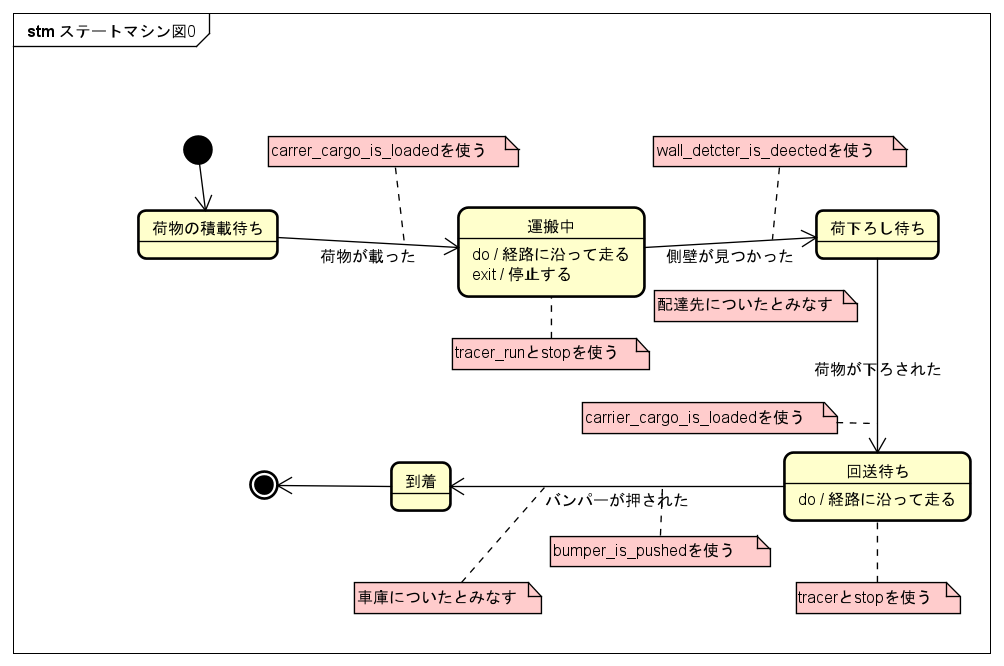 stm ステートマシン図0
carrer_cargo_is_loadedを使う
wall_detcter_is_deectedを使う
荷物の積載待ち
運搬中
do / 経路に沿って走る
exit / 停止する
荷下ろし待ち
荷物が載った
側壁が見つかった
配達先についたとみなす
tracer_runとstopを使う
荷物が下ろされた
carrier_cargo_is_loadedを使う
回送待ち
do / 経路に沿って走る
到着
バンパーが押された
bumper_is_pushedを使う
車庫についたとみなす
tracerとstopを使う